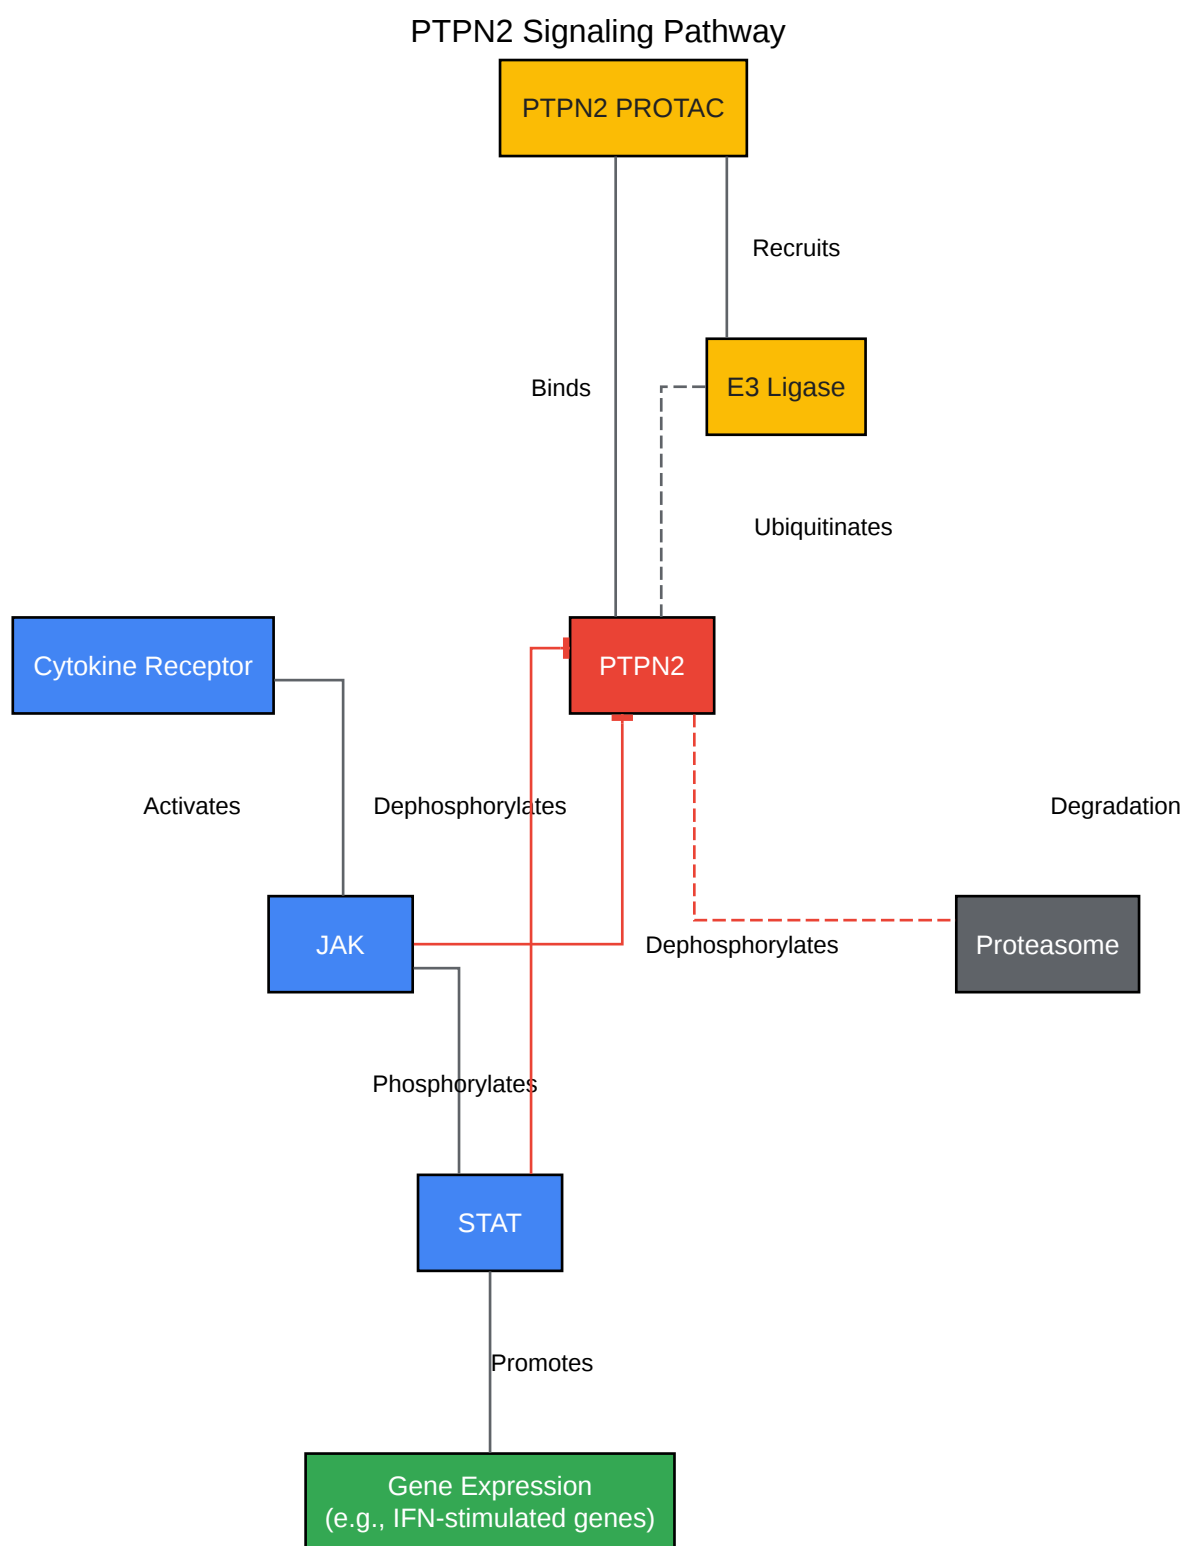 PTPN2 Signaling Pathway
PTPN2 PROTAC
Recruits
Binds
E3 Ligase
Ubiquitinates
Cytokine Receptor
PTPN2
Activates
Dephosphorylates
Degradation
JAK
Dephosphorylates
Proteasome
Phosphorylates
STAT
Promotes
Gene Expression
(e.g., IFN-stimulated genes)